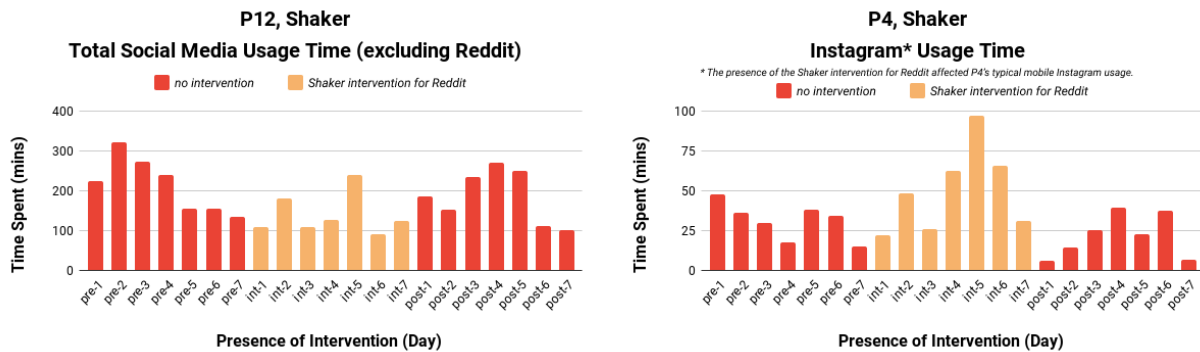 P12, Shaker
Total Social Media Usage Time (excluding Reddit)
no intervention
Shaker intervention for Reddit
400
300
200
100
0
Time Spent (mins)
pre-1
pre-2
pre-3
pre-4
pre-5
pre-6
pre-7
int-1
int-2
int-3
int-4
int-5
int-6
int-7
post-1
post-2
post-3
post-4
post-5
post-6
post-7
Presence of Intervention (Day)
P4, Shaker
Instagram* Usage Time
* The presence of the Shaker intervention for Reddit affected P4's typical mobile Instagram usage.
no intervention
Shaker intervention for Reddit
100
75
50
25
0
Time Spent (mins)
pre-1
pre-2
pre-3
pre-4
pre-5
pre-6
pre-7
int-1
int-2
int-3
int-4
int-5
int-6
int-7
post-1
post-2
post-3
post-4
post-5
post-6
post-7
Presence of Intervention (Day)